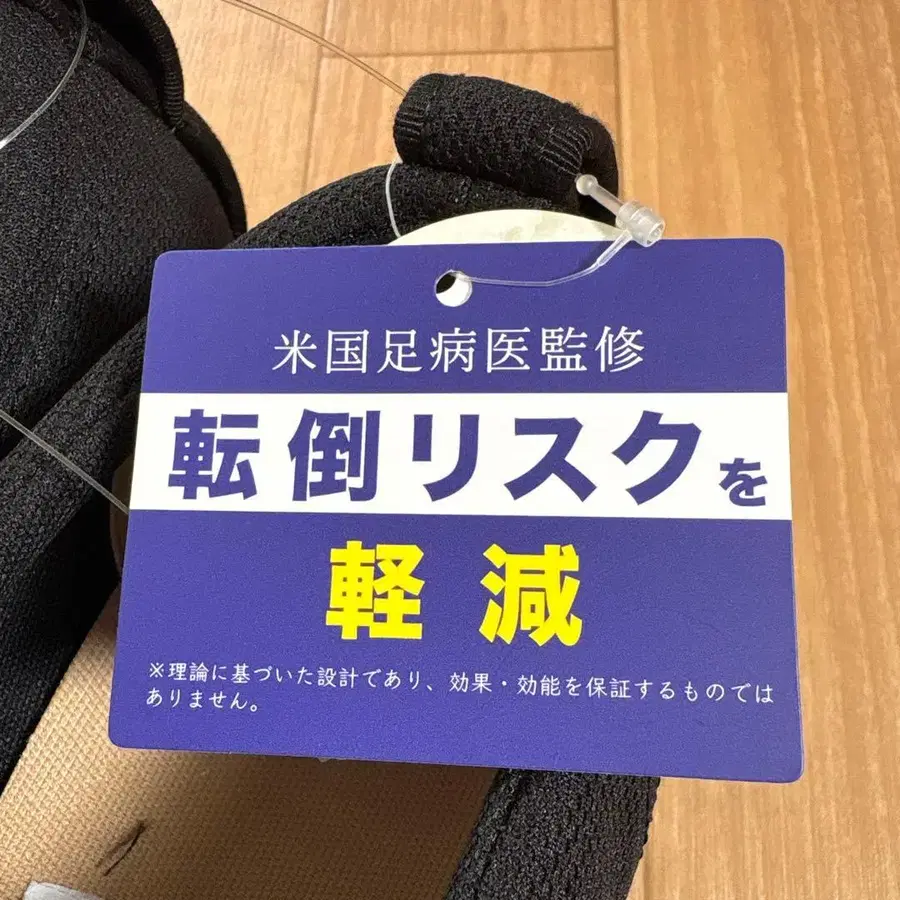 米国足病医監修
転倒リスクを
軽減
※理論に基づいた設計であり、効果・効能を保証するものでは
ありません。